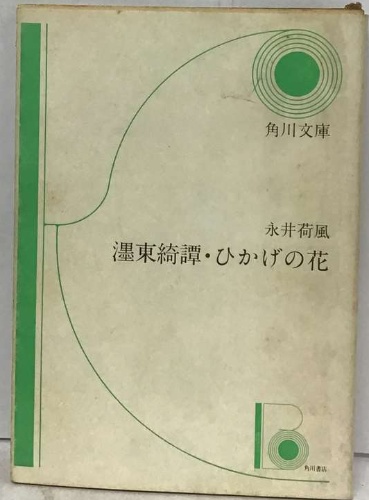 角川文庫
永井荷風
濹東綺譚・ひかげの花
角川書店